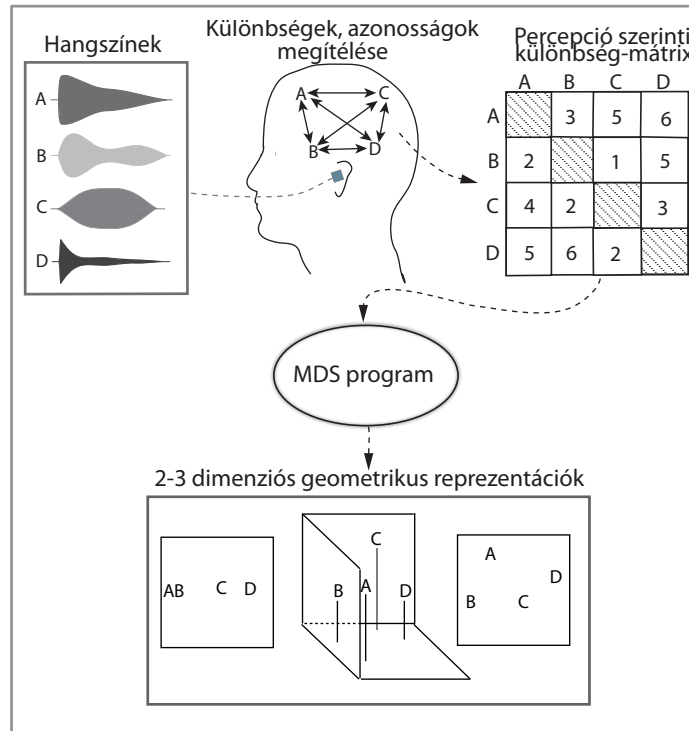 Hangszínek
A
B
C
D
Különbségek, azonosságok
megítélése
A C
B D
Percepció szerinti
különbség-mátrix
A B C D
A 3 5 6
B 2 1 5
C 4 2 3
D 5 6 2
MDS program
2-3 dimenziós geometrikus reprezentációk
AB C D
C
B A D
A
D
B C